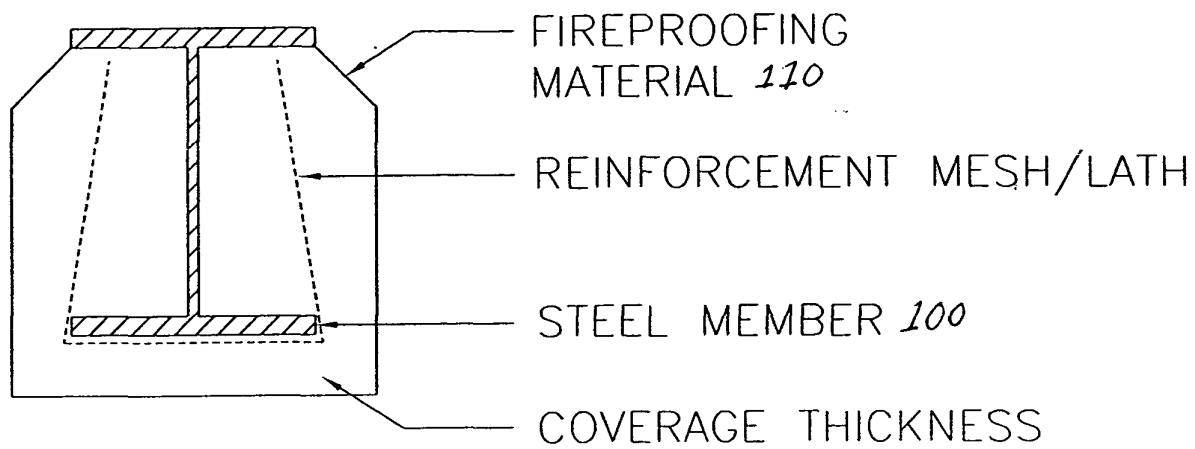 FIREPROOFING
MATERIAL 110
REINFORCEMENT MESH/LATH
STEEL MEMBER 100
COVERAGE THICKNESS